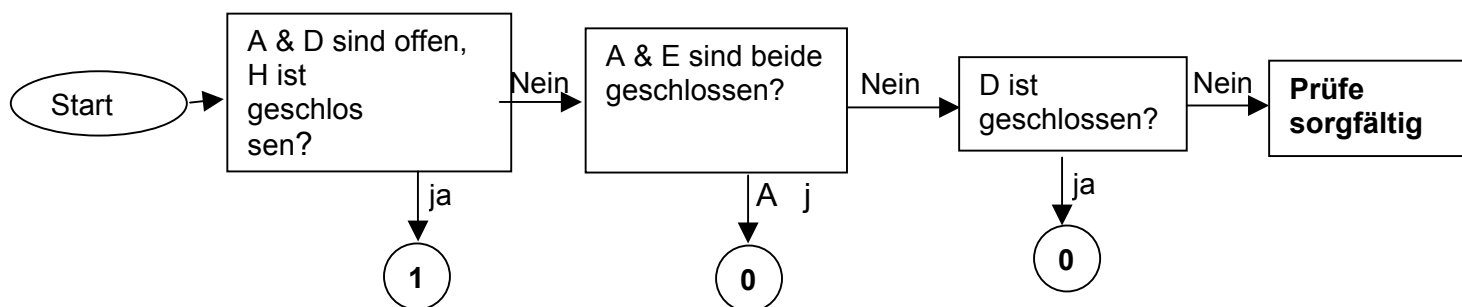 Start
A & D sind offen,
H ist
geschlos
sen?
Nein
ja
1
A & E sind beide
geschlossen?
Nein
A j
0
D ist
geschlossen?
Nein
ja
0
Prüfe
sorgfältig